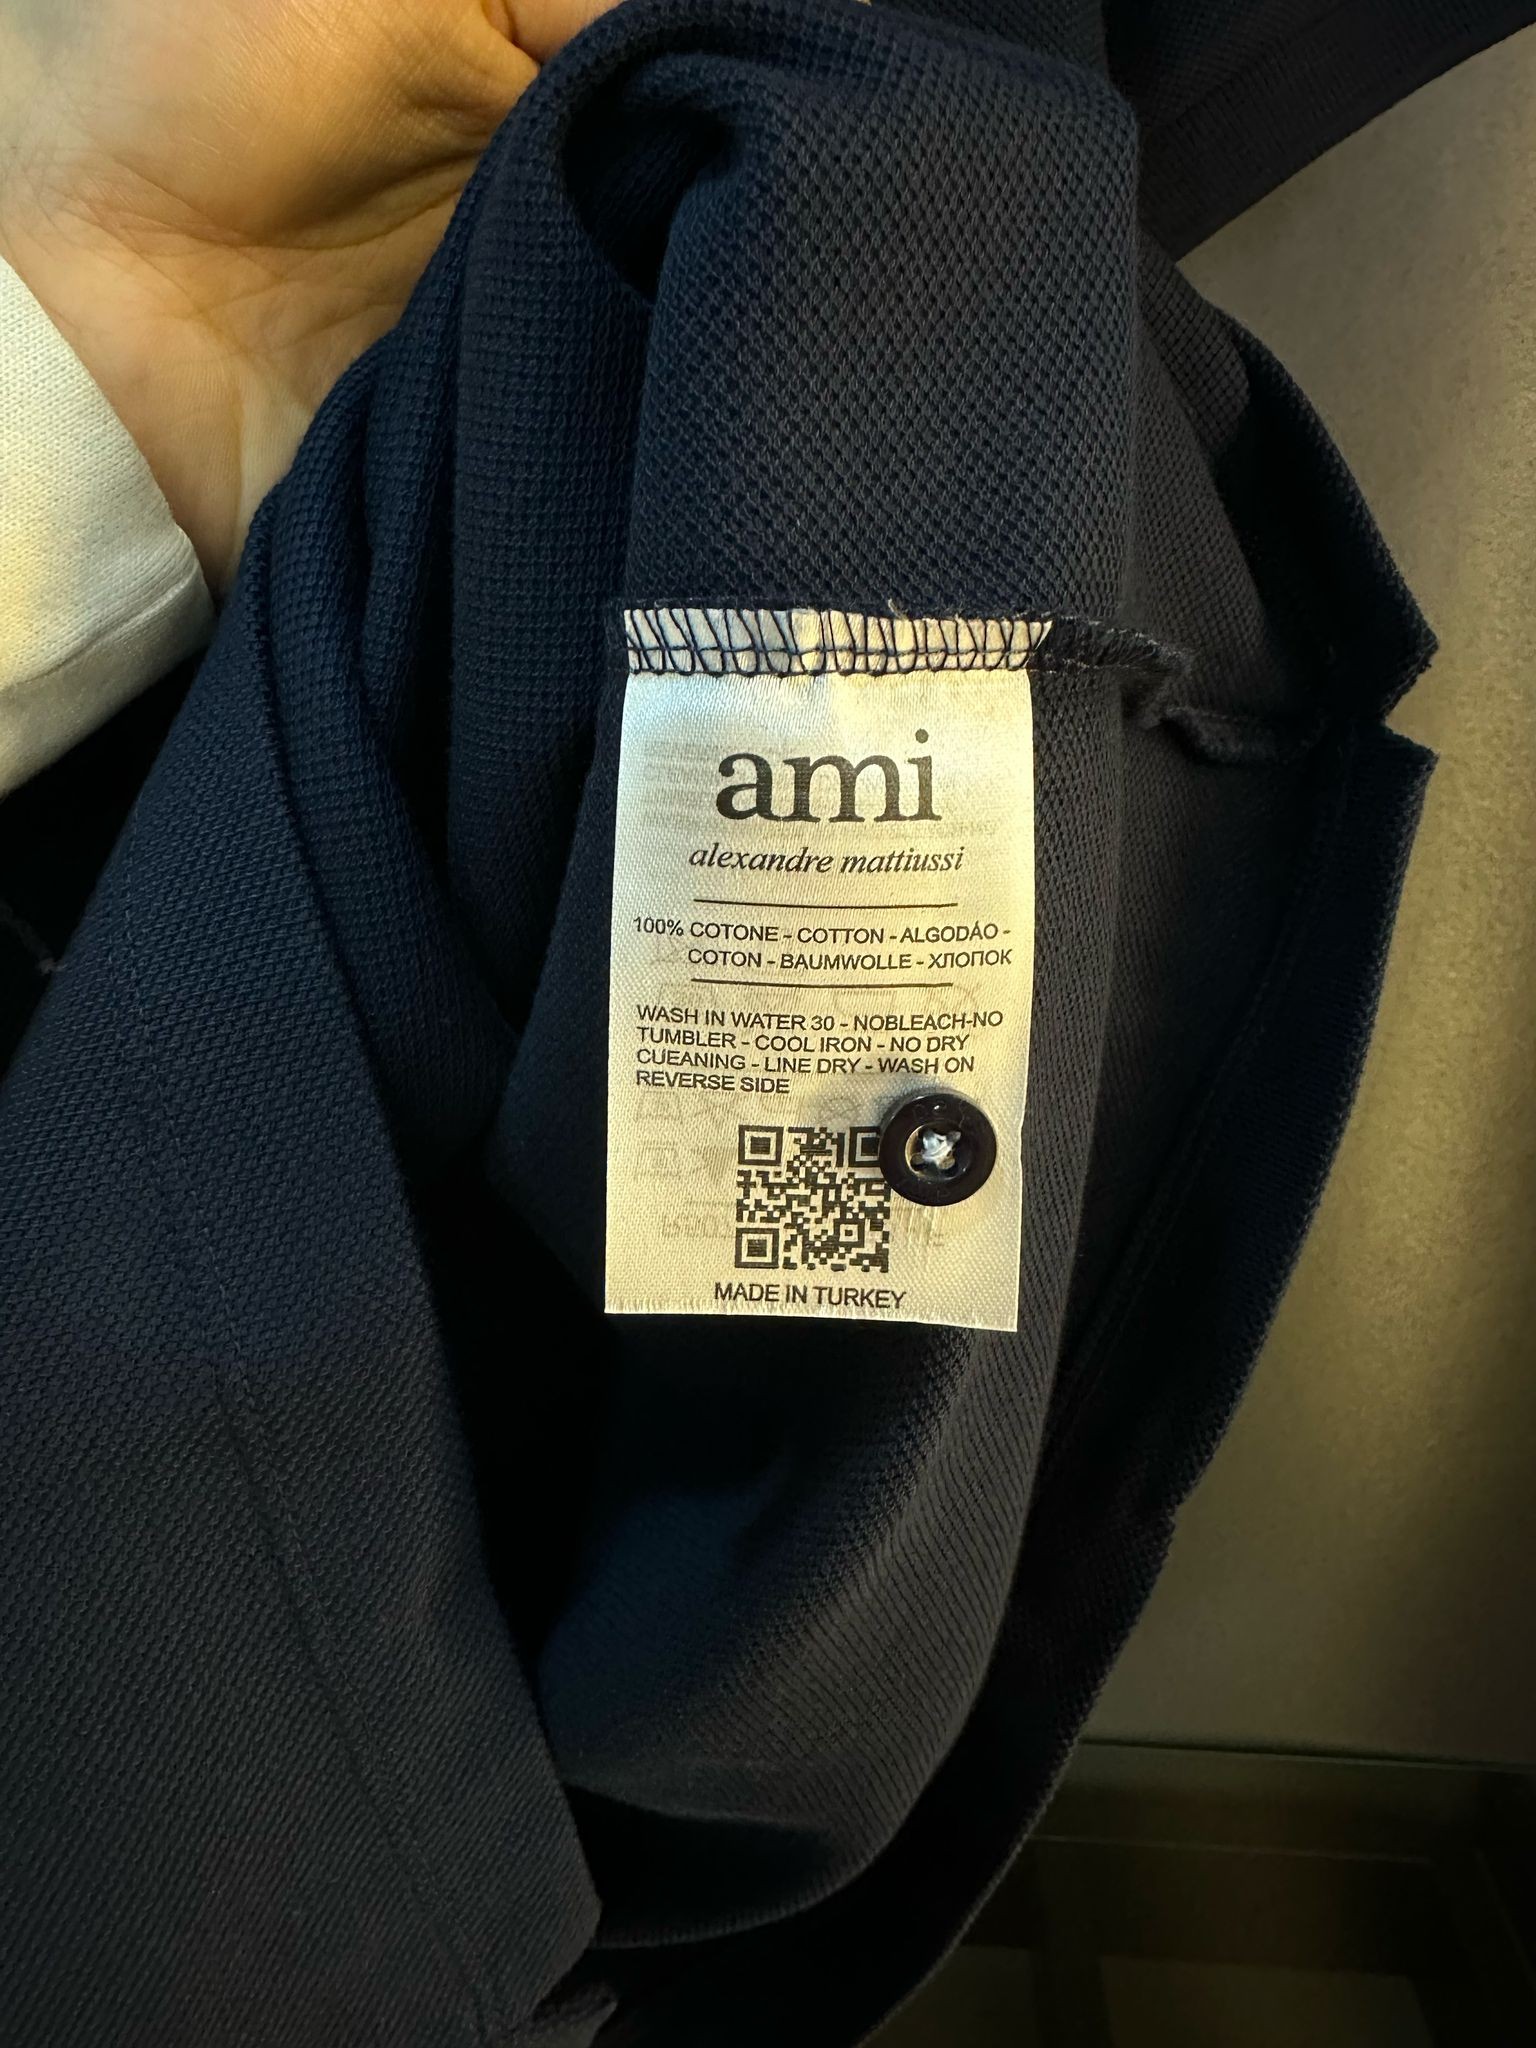 ami
alexandre mattiussi
100% COTONE - COTTON - ALGODÁO -
COTON - BAUMWOLLE - ХЛОПОК
WASH IN WATER 30 - NOBLEACH-NO
TUMBLER - COOL IRON - NO DRY
CUEANING - LINE DRY - WASH ON
REVERSE SIDE
MADE IN TURKEY